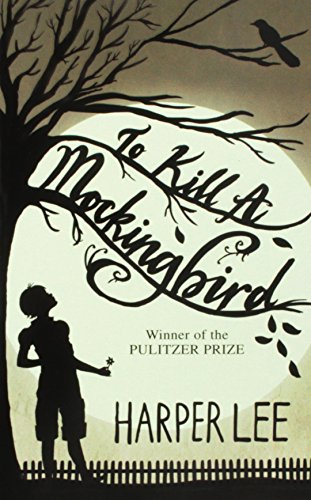 To Kill A
Mockingbird
Winner of the
PULITZER PRIZE
HARPER LEE